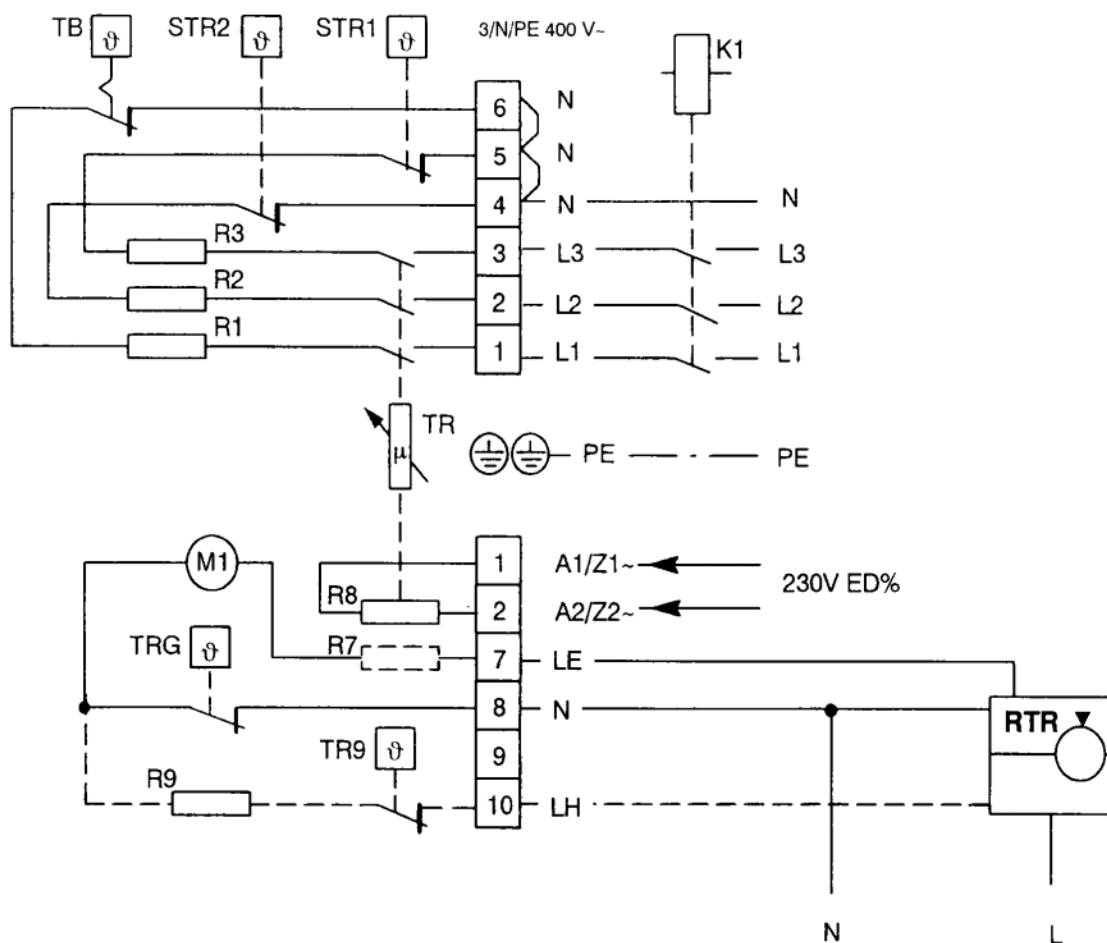 TB ϑ STR2 ϑ STR1 ϑ 3/N/PE 400 V~ K1
6 N
5 N
4 N N
R3 3 L3 L3
R2 2 L2 L2
R1 1 L1 L1
TR
µ PE PE
M1 1 A1/Z1~ 230V ED%
R8 2 A2/Z2~
TRG ϑ R7 7 LE
8 N RTR
TR9 ϑ 9
R9 10 LH
N L